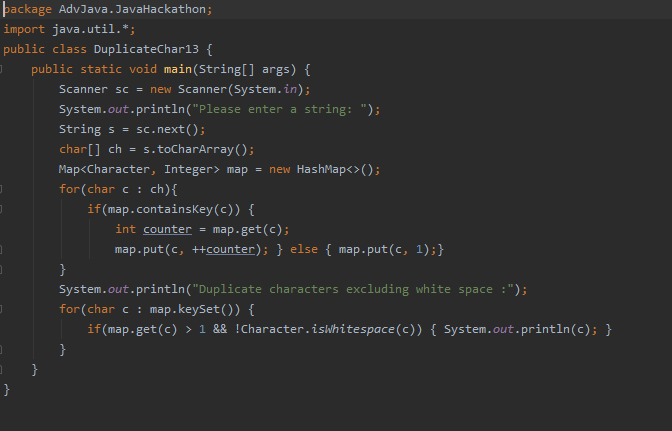 package AdvJava.JavaHackathon;
import java.util.*;
public class DuplicateChar13 {
    public static void main(String[] args) {
        Scanner sc = new Scanner(System.in);
        System.out.println("Please enter a string: ");
        String s = sc.next();
        char[] ch = s.toCharArray();
        Map<Character, Integer> map = new HashMap<>();
        for(char c : ch){
            if(map.containsKey(c)) {
                int counter = map.get(c);
                map.put(c, ++counter); } else { map.put(c, 1);}
        }
        System.out.println("Duplicate characters excluding white space :");
        for(char c : map.keySet()) {
            if(map.get(c) > 1 && !Character.isWhitespace(c)) { System.out.println(c); }
        }
    }
}